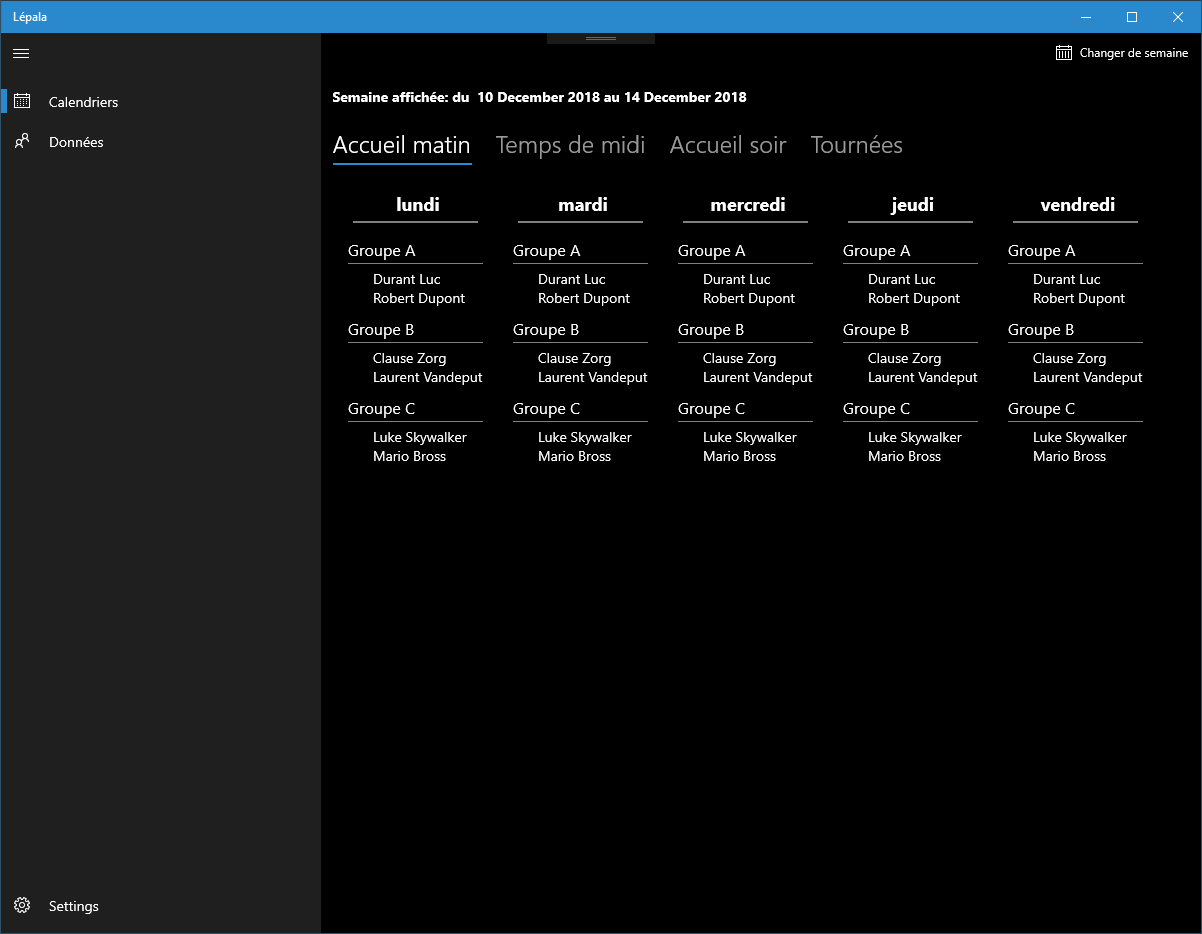 Lépala
Changer de semaine
Calendriers
Données
Semaine affichée: du  10 December 2018 au 14 December 2018
Accueil matin Temps de midi Accueil soir Tournées
lundi mardi mercredi jeudi vendredi
Groupe A Groupe A Groupe A Groupe A Groupe A
Durant Luc Durant Luc Durant Luc Durant Luc Durant Luc
Robert Dupont Robert Dupont Robert Dupont Robert Dupont Robert Dupont
Groupe B Groupe B Groupe B Groupe B Groupe B
Clause Zorg Clause Zorg Clause Zorg Clause Zorg Clause Zorg
Laurent Vandeput Laurent Vandeput Laurent Vandeput Laurent Vandeput Laurent Vandeput
Groupe C Groupe C Groupe C Groupe C Groupe C
Luke Skywalker Luke Skywalker Luke Skywalker Luke Skywalker Luke Skywalker
Mario Bross Mario Bross Mario Bross Mario Bross Mario Bross
Settings